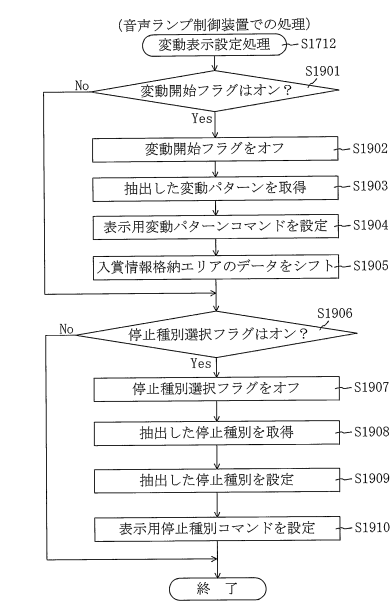 (音声ランプ制御装置での処理)
変動表示設定処理 S1712
S1901
No 変動開始フラグはオン?
Yes
変動開始フラグをオフ S1902
抽出した変動パターンを取得 S1903
表示用変動パターンコマンドを設定 S1904
入賞情報格納エリアのデータをシフト S1905
S1906
No 停止種別選択フラグはオン?
Yes
停止種別選択フラグをオフ S1907
抽出した停止種別を取得 S1908
抽出した停止種別を設定 S1909
表示用停止種別コマンドを設定 S1910
終 了